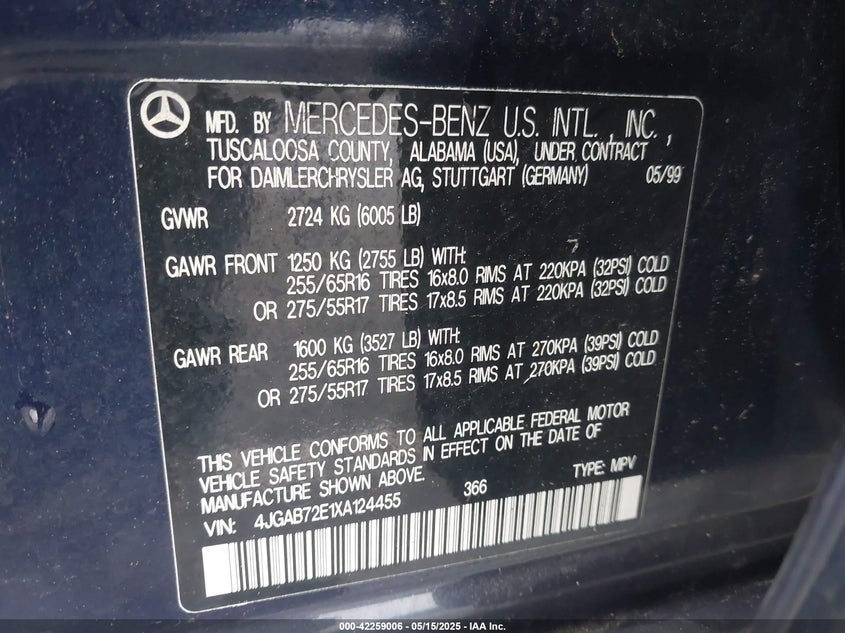 MFD. BY MERCEDES-BENZ U.S. INTL., INC.,
TUSCALOOSA COUNTY, ALABAMA (USA), UNDER CONTRACT
FOR DAIMLERCHRYSLER AG, STUTTGART (GERMANY) 05/99
GVWR 2724 KG (6005 LB)
GAWR FRONT 1250 KG (2755 LB) WITH:
255/65R16 TIRES 16x8.0 RIMS AT 220KPA (32PSI) COLD
OR 275/55R17 TIRES 17x8.5 RIMS AT 220KPA (32PSI) COLD
GAWR REAR 1600 KG (3527 LB) WITH:
255/65R16 TIRES 16x8.0 RIMS AT 270KPA (39PSI) COLD
OR 275/55R17 TIRES 17x8.5 RIMS AT 270KPA (39PSI) COLD
THIS VEHICLE CONFORMS TO ALL APPLICABLE FEDERAL MOTOR
VEHICLE SAFETY STANDARDS IN EFFECT ON THE DATE OF
MANUFACTURE SHOWN ABOVE. 366 TYPE: MPV
VIN: 4JGAB72E1XA124455
000-42259006 - 05/15/2025 - IAA Inc.